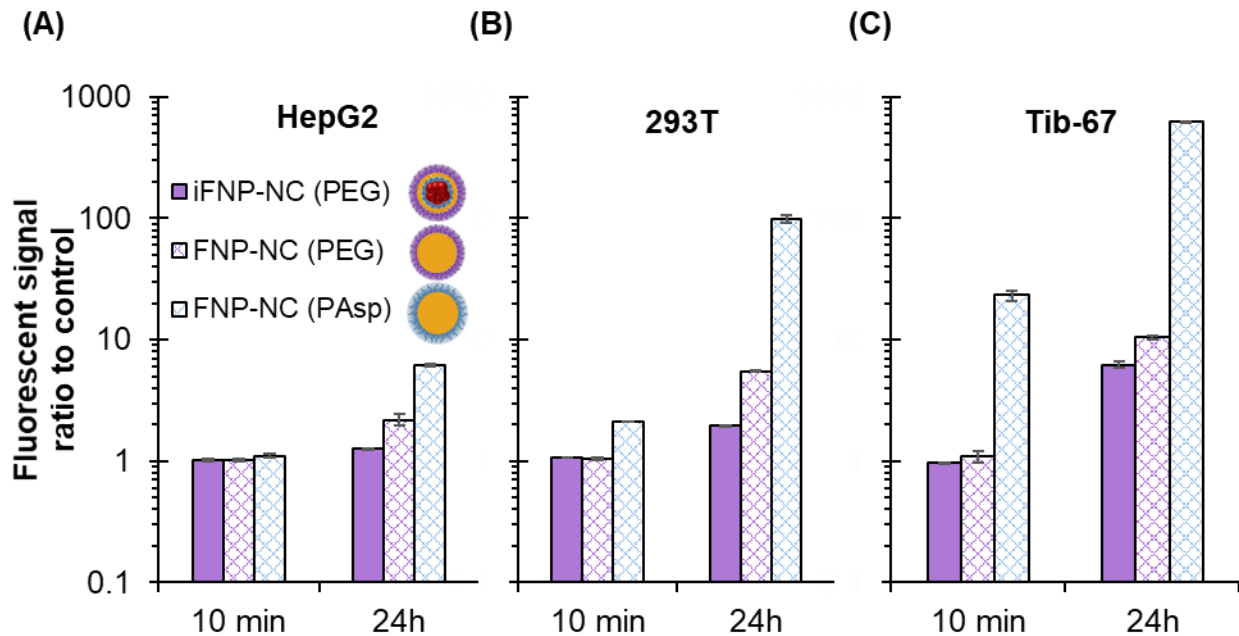 (A)
(B)
(C)
HepG2
293T
Tib-67
1000
100
10
1
0.1
Fluorescent signal
ratio to control
iFNP-NC (PEG)
FNP-NC (PEG)
FNP-NC (PAsp)
10 min 24h
10 min 24h
10 min 24h